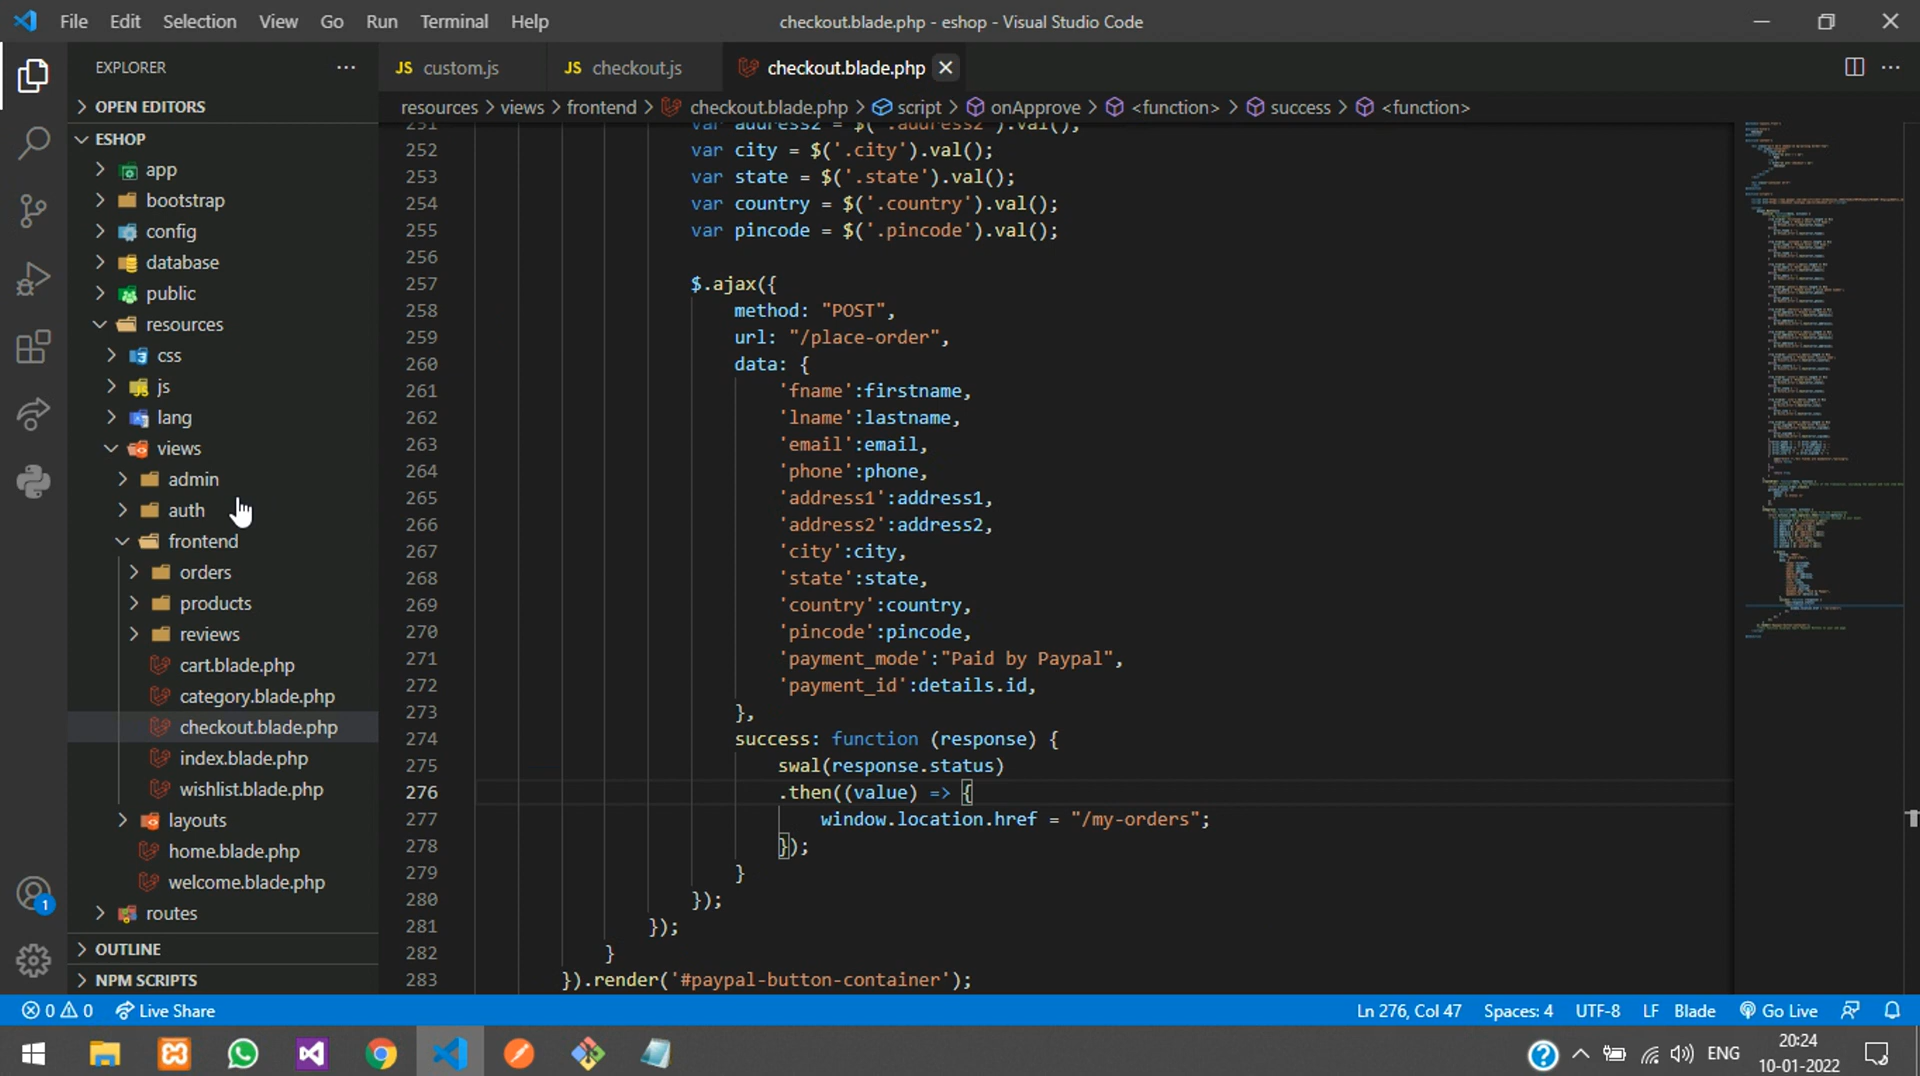 File Edit Selection View Go Run Terminal Help
checkout.blade.php - eshop - Visual Studio Code
EXPLORER
JS custom.js
JS checkout.js
checkout.blade.php
OPEN EDITORS
resources > views > frontend > checkout.blade.php > script > onApprove > <function> > success > <function>
ESHOP
app
bootstrap
config
database
public
resources
css
js
lang
views
admin
auth
frontend
orders
products
reviews
cart.blade.php
category.blade.php
checkout.blade.php
index.blade.php
wishlist.blade.php
layouts
home.blade.php
welcome.blade.php
routes
OUTLINE
NPM SCRIPTS
251 var address2 = $('.address2').val();
252 var city = $('.city').val();
253 var state = $('.state').val();
254 var country = $('.country').val();
255 var pincode = $('.pincode').val();
256
257 $.ajax({
258 method: "POST",
259 url: "/place-order",
260 data: {
261 'fname':firstname,
262 'lname':lastname,
263 'email':email,
264 'phone':phone,
265 'address1':address1,
266 'address2':address2,
267 'city':city,
268 'state':state,
269 'country':country,
270 'pincode':pincode,
271 'payment_mode':"Paid by Paypal",
272 'payment_id':details.id,
273 },
274 success: function (response) {
275 swal(response.status)
276 .then((value) => {
277 window.location.href = "/my-orders";
278 });
279 }
280 });
281 });
282 }
283 }).render('#paypal-button-container');
1
0 0 Live Share
Ln 276, Col 47 Spaces: 4 UTF-8 LF Blade Go Live
ENG
20:24
10-01-2022